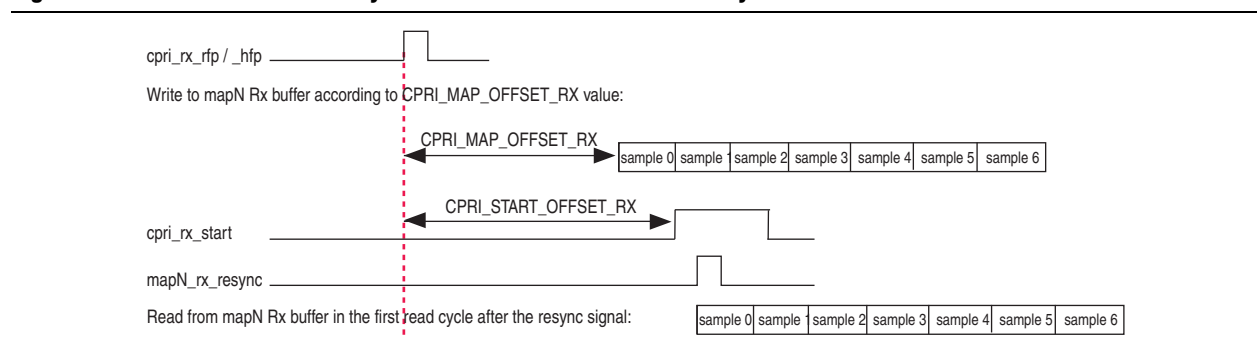 cpri_rx_rfp / _hfp
Write to mapN Rx buffer according to CPRI_MAP_OFFSET_RX value:
CPRI_MAP_OFFSET_RX
sample 0 sample 1 sample 2 sample 3 sample 4 sample 5 sample 6
CPRI_START_OFFSET_RX
cpri_rx_start
mapN_rx_resync
Read from mapN Rx buffer in the first read cycle after the resync signal:
sample 0 sample 1 sample 2 sample 3 sample 4 sample 5 sample 6